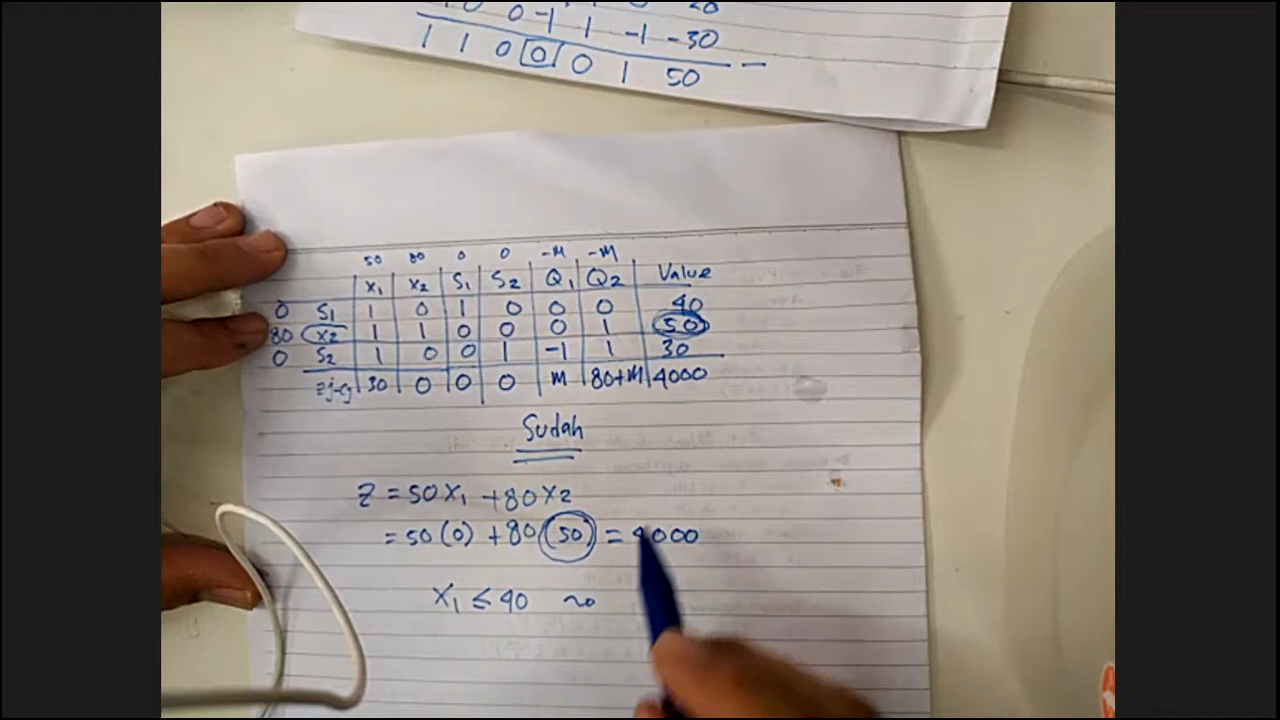 20
0 0 -1 1 -1 -30
1 1 0 0 0 1 50 —
50 80 0 0 -M -M
X1 X2 S1 S2 Q1 Q2 Value
0 S1 1 0 1 0 0 0 40
80 X2 1 1 0 0 0 1 50
0 S2 1 0 0 1 -1 1 30
zj-cj 30 0 0 0 M 80+M 4000
Sudah
Z = 50X1 + 80X2
= 50(0) + 80(50) = 4000
X1 ≤ 40 ~